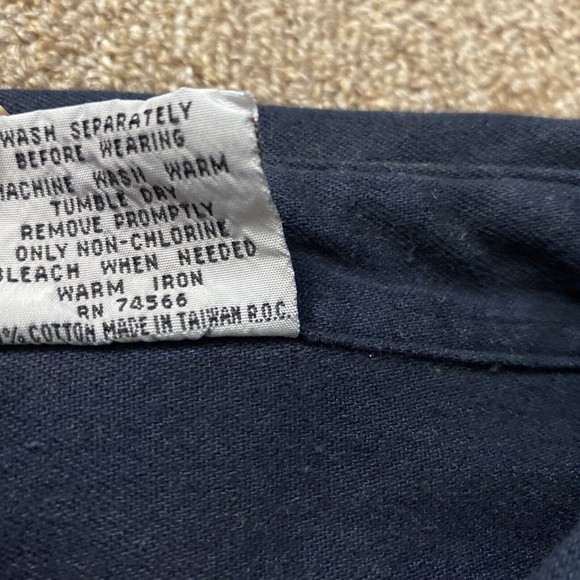 WASH SEPARATELY
BEFORE WEARING
MACHINE WASH WARM
TUMBLE DRY
REMOVE PROMPTLY
ONLY NON-CHLORINE
BLEACH WHEN NEEDED
WARM IRON
RN 74566
% COTTON MADE IN TAIWAN R.O.C.